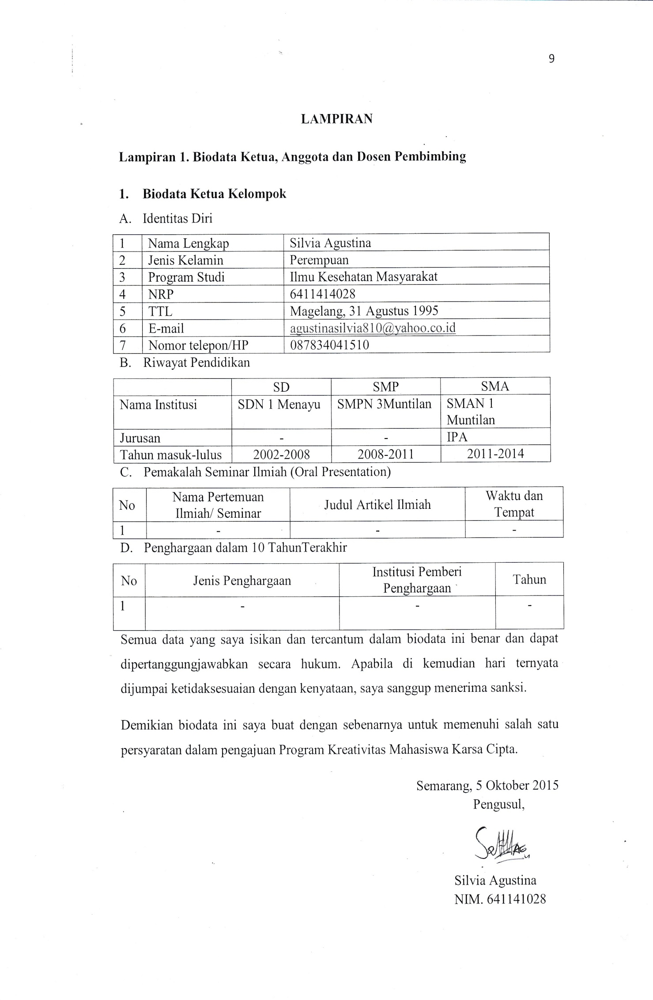 9
LAMPIRAN
Lampiran 1. Biodata Ketua, Anggota dan Dosen Pembimbing
1. Biodata Ketua Kelompok
A. Identitas Diri
1 Nama Lengkap Silvia Agustina
2 Jenis Kelamin Perempuan
3 Program Studi Ilmu Kesehatan Masyarakat
4 NRP 6411414028
5 TTL Magelang, 31 Agustus 1995
6 E-mail agustinasilvia810@yahoo.co.id
7 Nomor telepon/HP 087834041510
B. Riwayat Pendidikan
SD SMP SMA
Nama Institusi SDN 1 Menayu SMPN 3Muntilan SMAN 1
Muntilan
Jurusan - - IPA
Tahun masuk-lulus 2002-2008 2008-2011 2011-2014
C. Pemakalah Seminar Ilmiah (Oral Presentation)
No Nama Pertemuan Ilmiah/ Seminar Judul Artikel Ilmiah Waktu dan Tempat
1 - - -
D. Penghargaan dalam 10 TahunTerakhir
No Jenis Penghargaan Institusi Pemberi Penghargaan Tahun
1 - - -
Semua data yang saya isikan dan tercantum dalam biodata ini benar dan dapat
dipertanggungjawabkan secara hukum. Apabila di kemudian hari ternyata
dijumpai ketidaksesuaian dengan kenyataan, saya sanggup menerima sanksi.
Demikian biodata ini saya buat dengan sebenarnya untuk memenuhi salah satu
persyaratan dalam pengajuan Program Kreativitas Mahasiswa Karsa Cipta.
Semarang, 5 Oktober 2015
Pengusul,
Silvia Agustina
NIM. 641141028